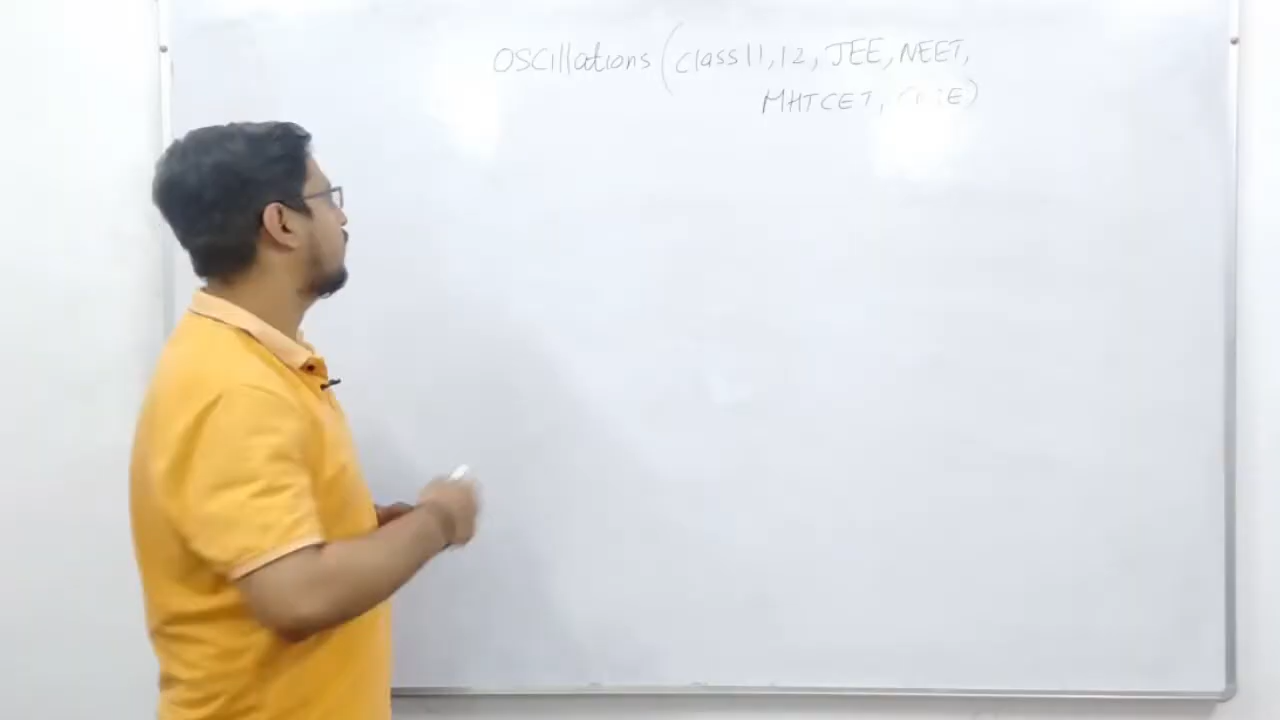 Oscillations (Class 11, 12, JEE, NEET,
MHTCET,